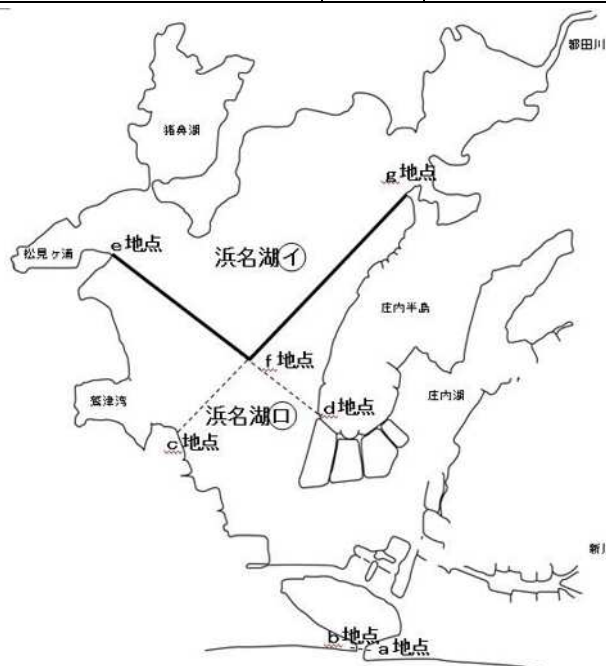 都田川
猪鼻湖
g地点
松見ヶ浦
e地点
浜名湖㋑
庄内半島
f地点
鷲津湾
浜名湖㋺
d地点
庄内湖
c地点
新川
b地点
a地点